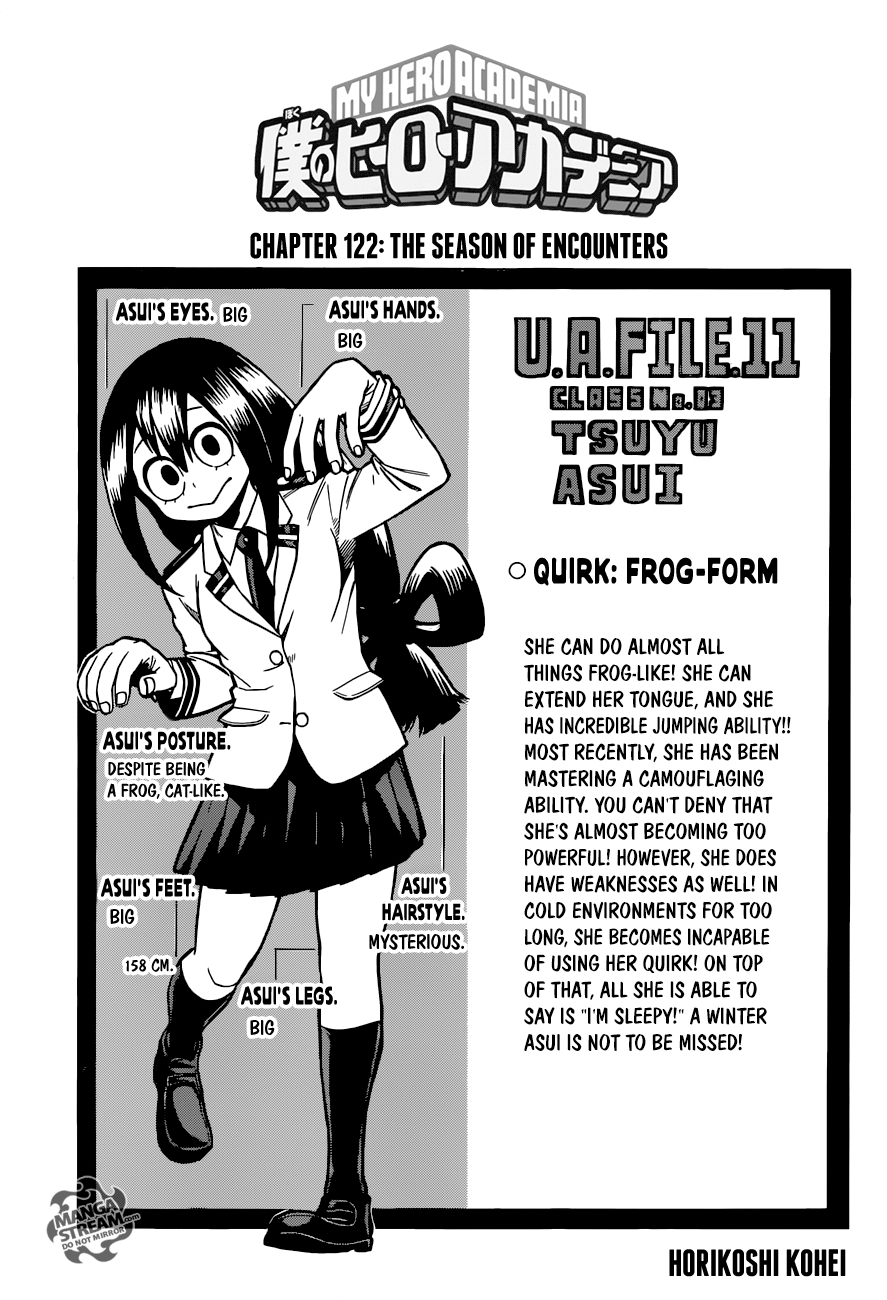 MY HERO ACADEMIA
ぼく
僕のヒーローアカデミア
CHAPTER 122: THE SEASON OF ENCOUNTERS
ASUI'S EYES. BIG
ASUI'S HANDS.
BIG
U.A.FILE.11
CLASS No.03
TSUYU
ASUI
QUIRK: FROG-FORM
SHE CAN DO ALMOST ALL
THINGS FROG-LIKE! SHE CAN
EXTEND HER TONGUE, AND SHE
HAS INCREDIBLE JUMPING ABILITY!!
MOST RECENTLY, SHE HAS BEEN
MASTERING A CAMOUFLAGING
ABILITY. YOU CAN'T DENY THAT
SHE'S ALMOST BECOMING TOO
POWERFUL! HOWEVER, SHE DOES
HAVE WEAKNESSES AS WELL! IN
COLD ENVIRONMENTS FOR TOO
LONG, SHE BECOMES INCAPABLE
OF USING HER QUIRK! ON TOP
OF THAT, ALL SHE IS ABLE TO
SAY IS "I'M SLEEPY!" A WINTER
ASUI IS NOT TO BE MISSED!
ASUI'S POSTURE.
DESPITE BEING
A FROG, CAT-LIKE.
ASUI'S FEET.
BIG
158 CM.
ASUI'S
HAIRSTYLE.
MYSTERIOUS.
ASUI'S LEGS.
BIG
MANGA
STREAM.com
DO NOT MIRROR
HORIKOSHI KOHEI